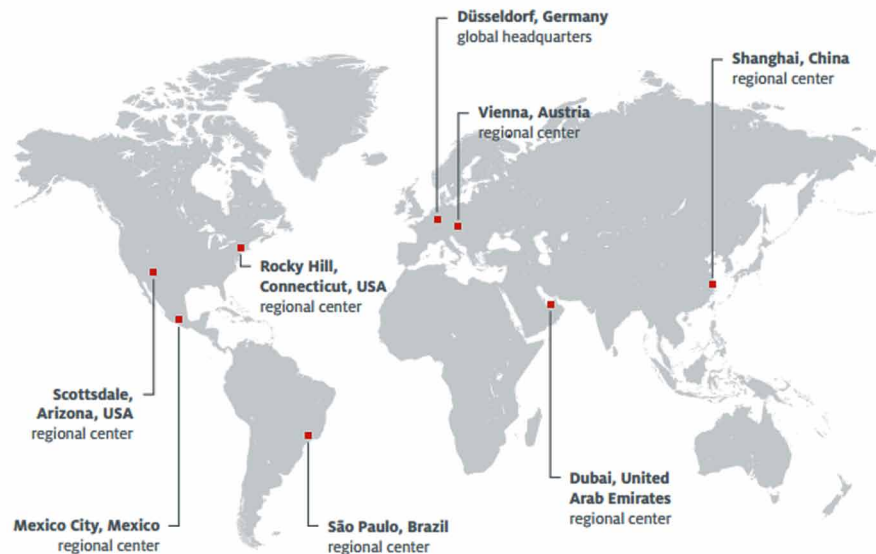 Düsseldorf, Germany
global headquarters
Shanghai, China
regional center
Vienna, Austria
regional center
Rocky Hill,
Connecticut, USA
regional center
Scottsdale,
Arizona, USA
regional center
Dubai, United
Arab Emirates
regional center
Mexico City, Mexico
regional center
São Paulo, Brazil
regional center